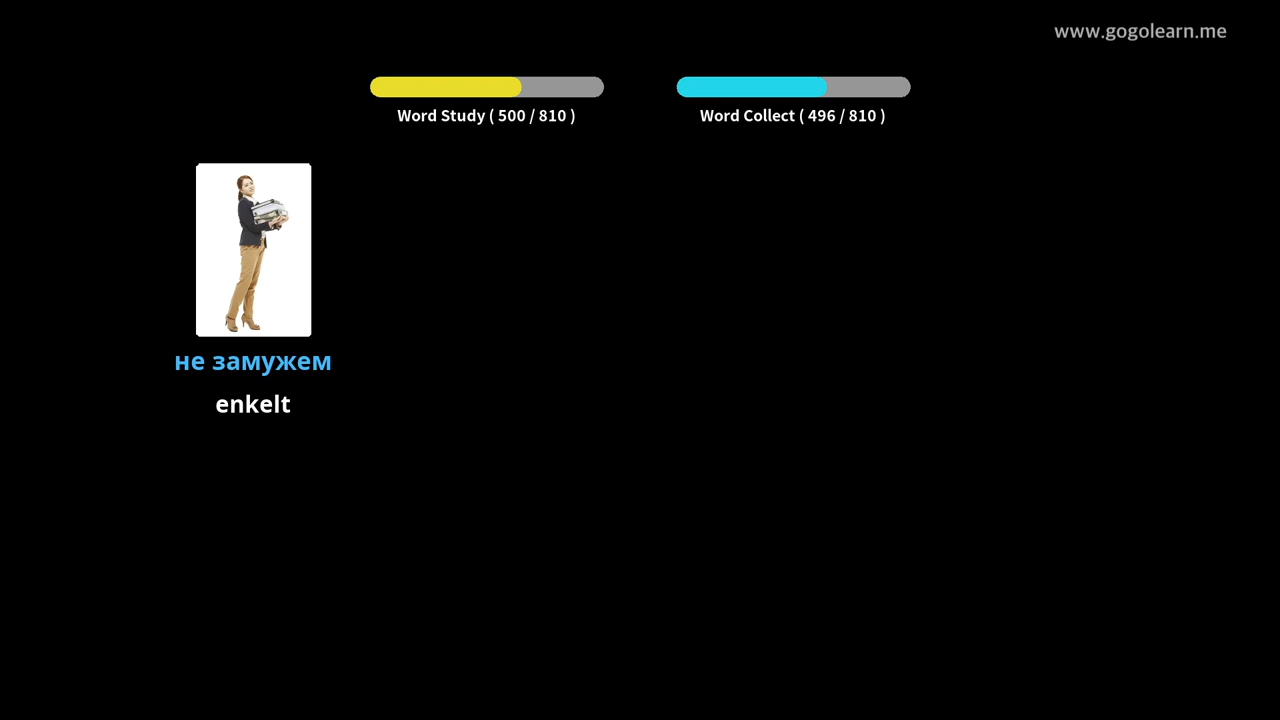 www.gogolearn.me
Word Study ( 500 / 810 )
Word Collect ( 496 / 810 )
не замужем
enkelt